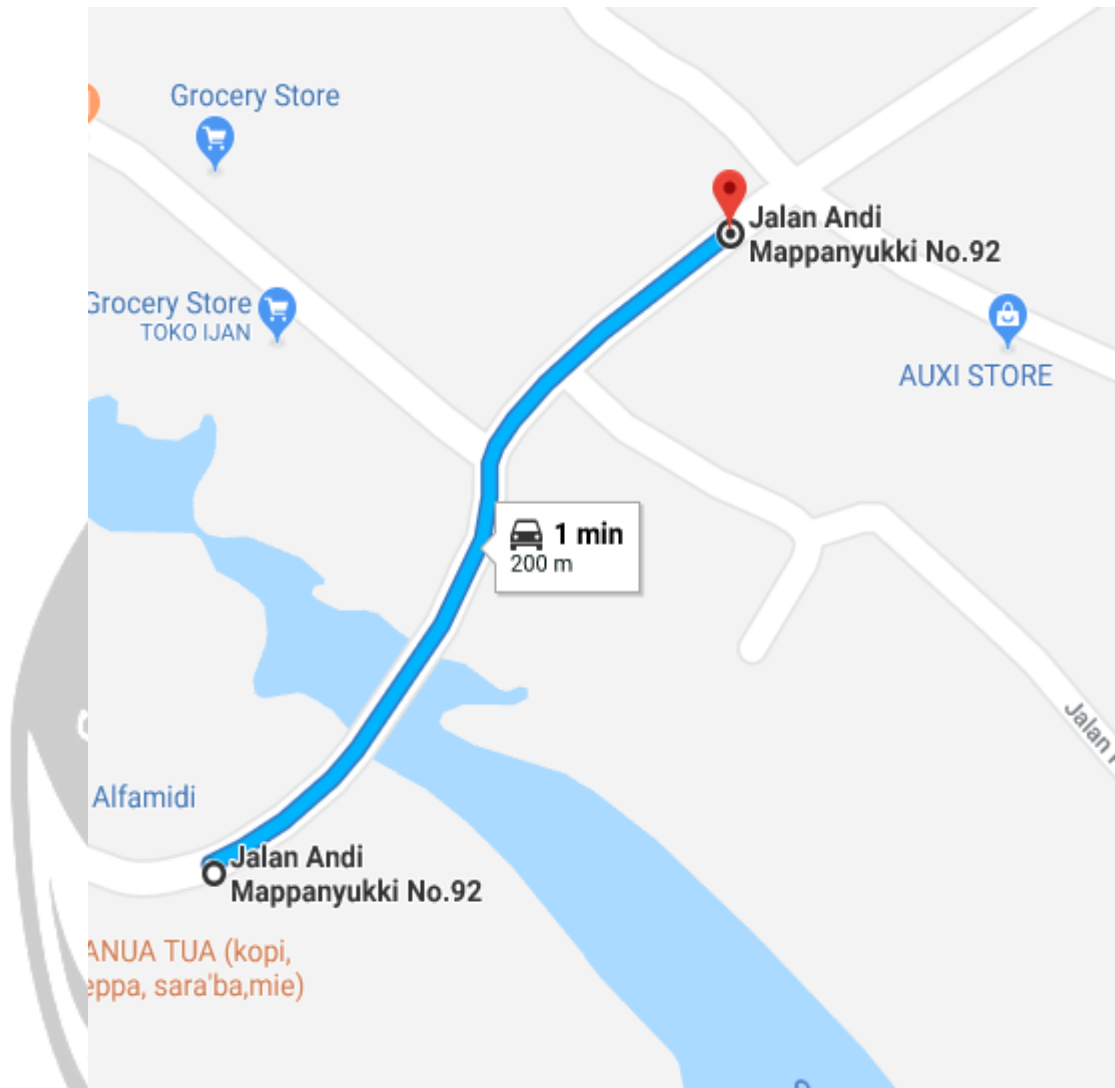 Grocery Store
Jalan Andi
Mappanyukki No.92
Grocery Store
TOKO IJAN
AUXI STORE
1 min
200 m
Jalan
Alfamidi
Jalan Andi
Mappanyukki No.92
ANUA TUA (kopi,
eppa, sara'ba,mie)